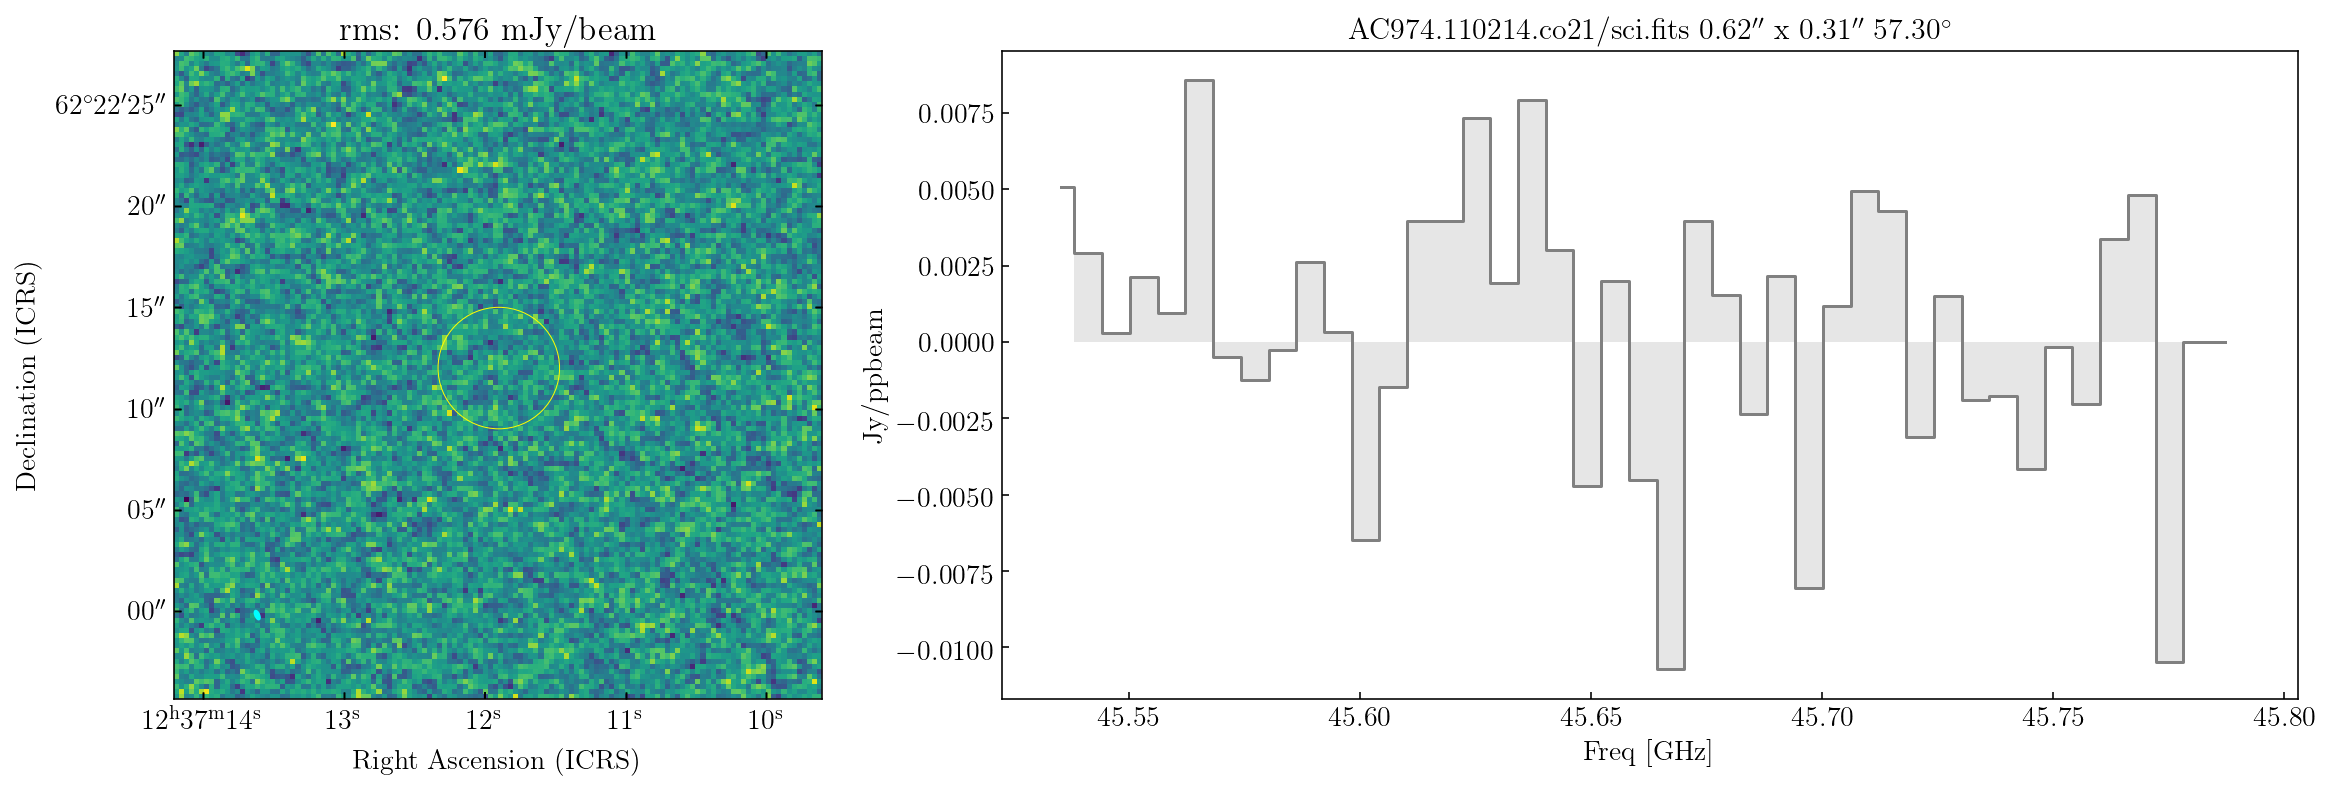 rms: 0.576 mJy/beam
62°22′25″
20″
15″
10″
05″
00″
Declination (ICRS)
12ʰ37ᵐ14ˢ 13ˢ 12ˢ 11ˢ 10ˢ
Right Ascension (ICRS)
AC974.110214.co21/sci.fits 0.62″ x 0.31″ 57.30°
0.0075
0.0050
0.0025
0.0000
−0.0025
−0.0050
−0.0075
−0.0100
Jy/ppbeam
45.55 45.60 45.65 45.70 45.75 45.80
Freq [GHz]